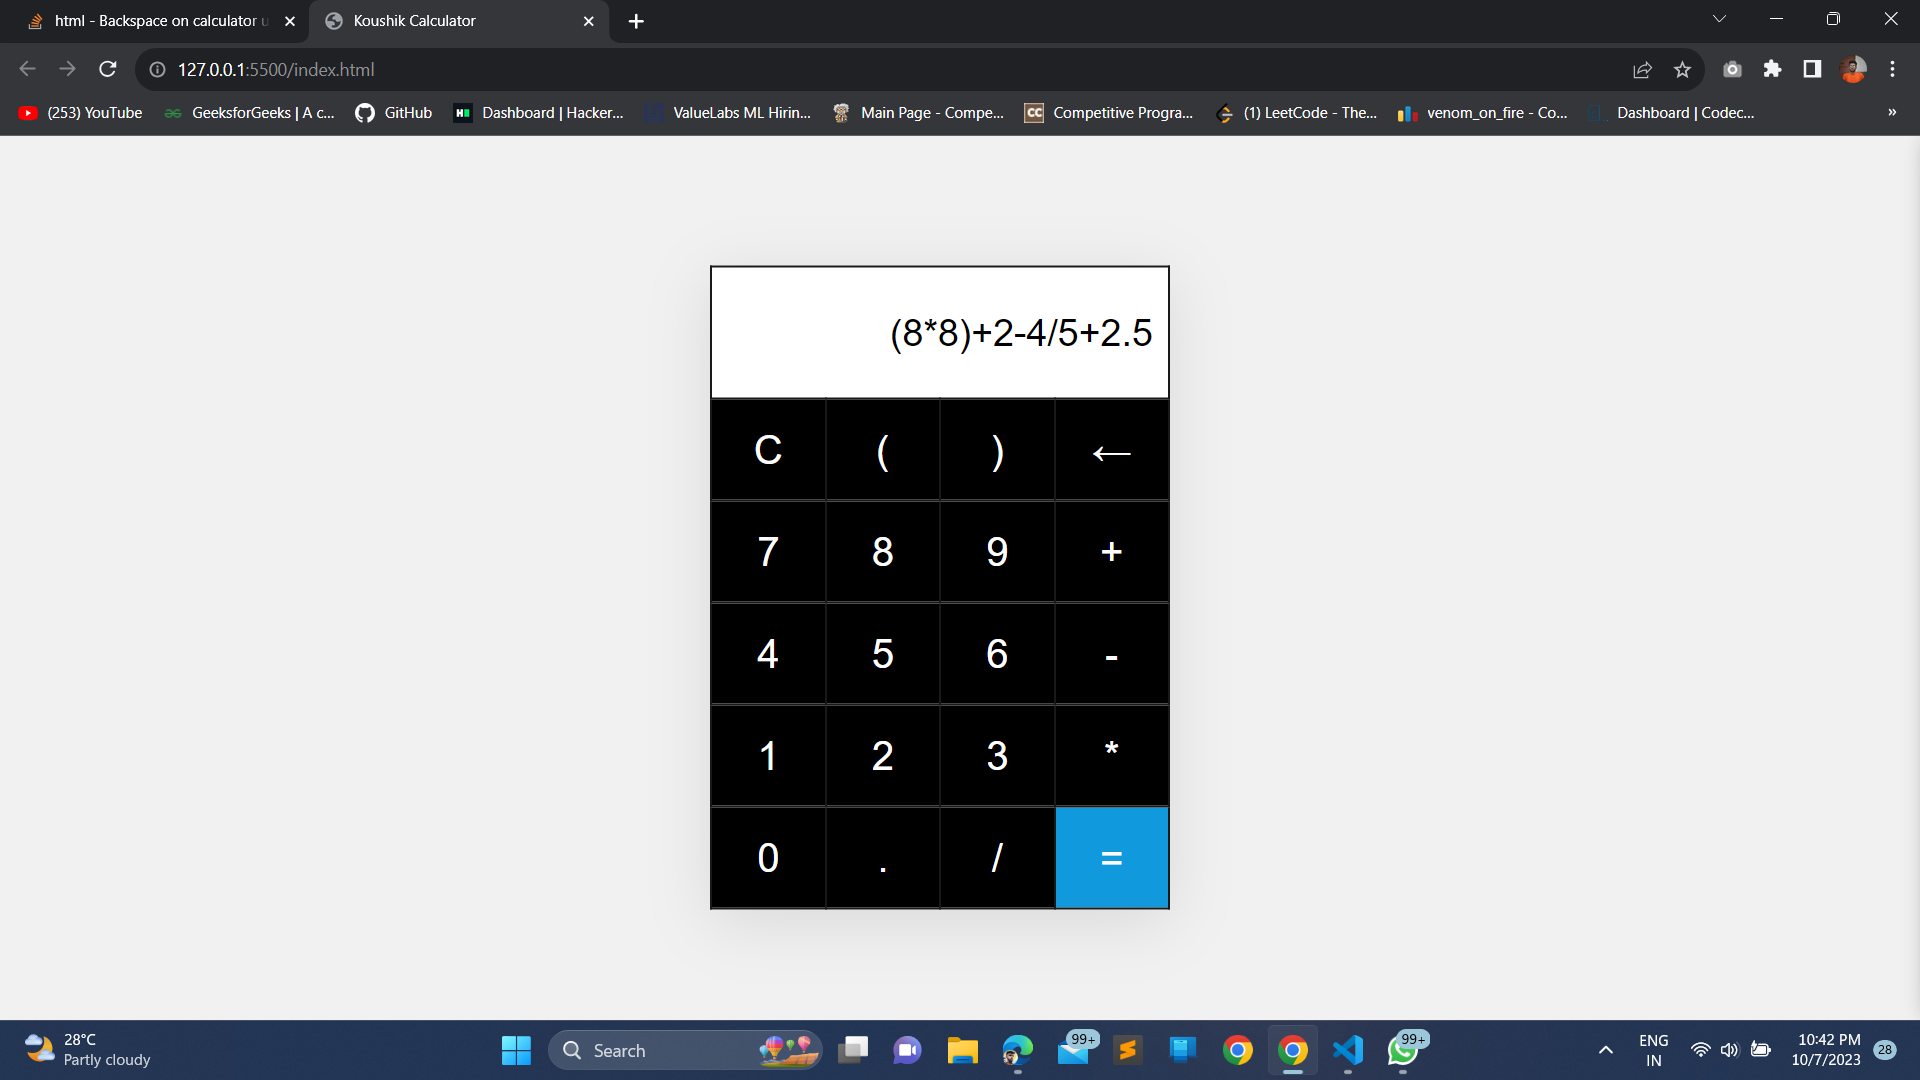 html - Backspace on calculator u
Koushik Calculator
127.0.0.1:5500/index.html
(253) YouTube
GeeksforGeeks | A c...
GitHub
Dashboard | Hacker...
ValueLabs ML Hirin...
Main Page - Compe...
CC
Competitive Progra...
(1) LeetCode - The...
venom_on_fire - Co...
Dashboard | Codec...
»
(8*8)+2-4/5+2.5
C ( ) ←
7 8 9 +
4 5 6 -
1 2 3 *
0 . / =
28°C
Partly cloudy
Search
99+
99+
ENG
IN
10:42 PM
10/7/2023
28